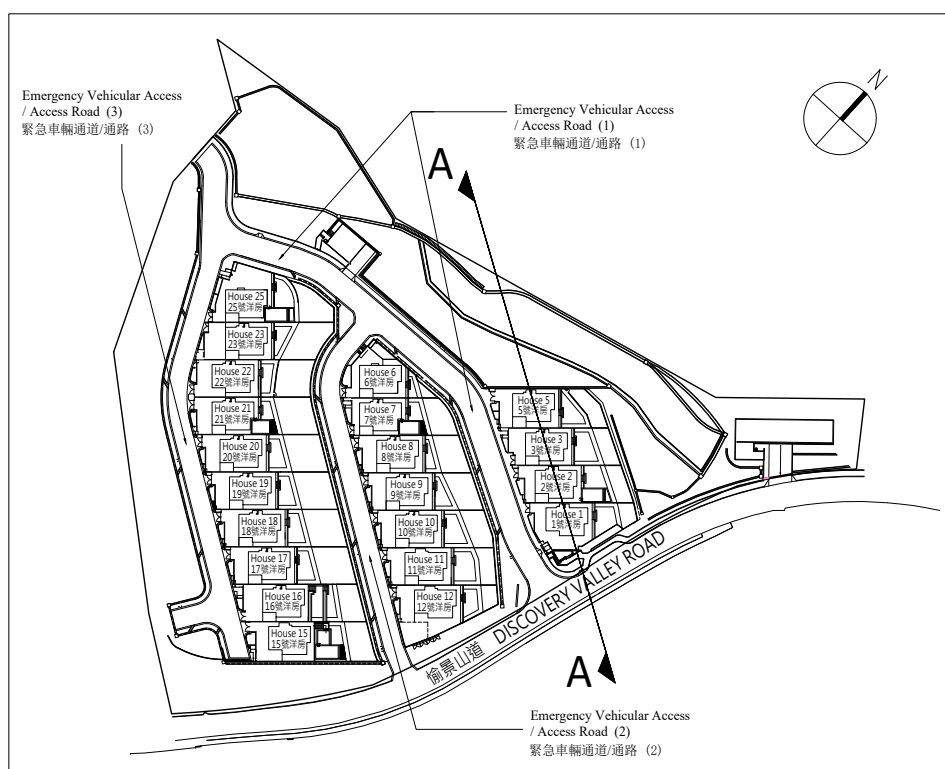 Emergency Vehicular Access
/ Access Road (3)
緊急車輛通道/通路 (3)
Emergency Vehicular Access
/ Access Road (1)
緊急車輛通道/通路 (1)
N
A
House 25
25號洋房
House 23
23號洋房
House 22
22號洋房
House 21
21號洋房
House 20
20號洋房
House 19
19號洋房
House 18
18號洋房
House 17
17號洋房
House 16
16號洋房
House 15
15號洋房
House 6
6號洋房
House 7
7號洋房
House 8
8號洋房
House 9
9號洋房
House 10
10號洋房
House 11
11號洋房
House 12
12號洋房
House 5
5號洋房
House 3
3號洋房
House 2
2號洋房
House 1
1號洋房
愉景山道 DISCOVERY VALLEY ROAD
A
Emergency Vehicular Access
/ Access Road (2)
緊急車輛通道/通路 (2)